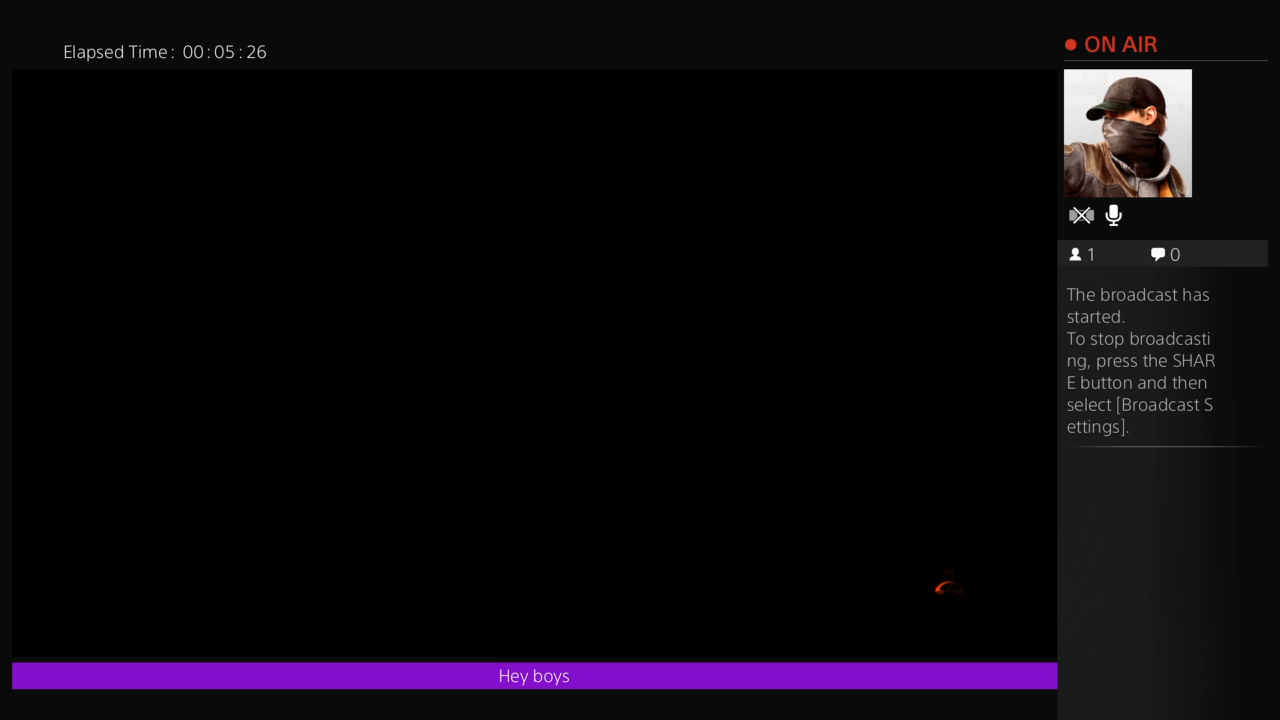 Elapsed Time: 00:05:26
ON AIR
1 0
The broadcast has
started.
To stop broadcasti
ng, press the SHAR
E button and then
select [Broadcast S
ettings].
Hey boys